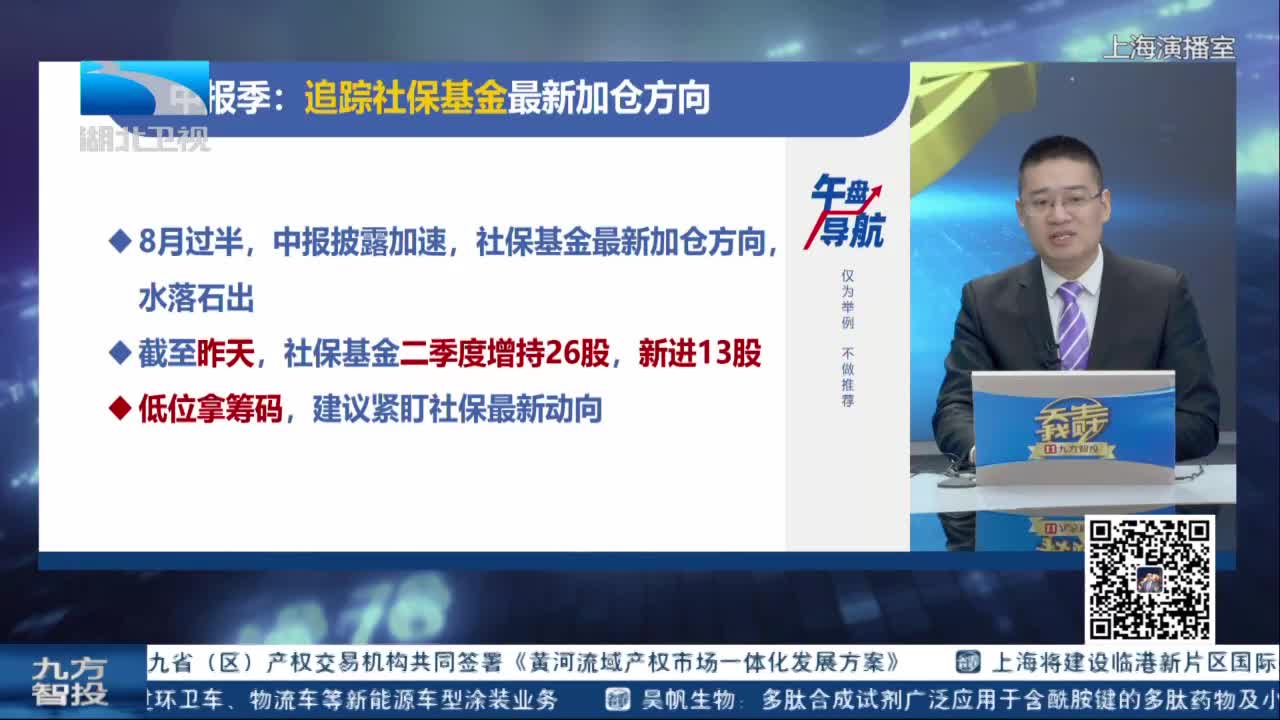 上海演播室
中报季：追踪社保基金最新加仓方向
湖北卫视
午盘
导航
仅为举例 不做推荐
◆8月过半，中报披露加速，社保基金最新加仓方向，
水落石出
◆截至昨天，社保基金二季度增持26股，新进13股
◆低位拿筹码，建议紧盯社保最新动向
九方智投
九方
智投
九省（区）产权交易机构共同签署《黄河流域产权市场一体化发展方案》
上海将建设临港新片区国际
环卫车、物流车等新能源车型涂装业务
昊帆生物：多肽合成试剂广泛应用于含酰胺键的多肽药物及小